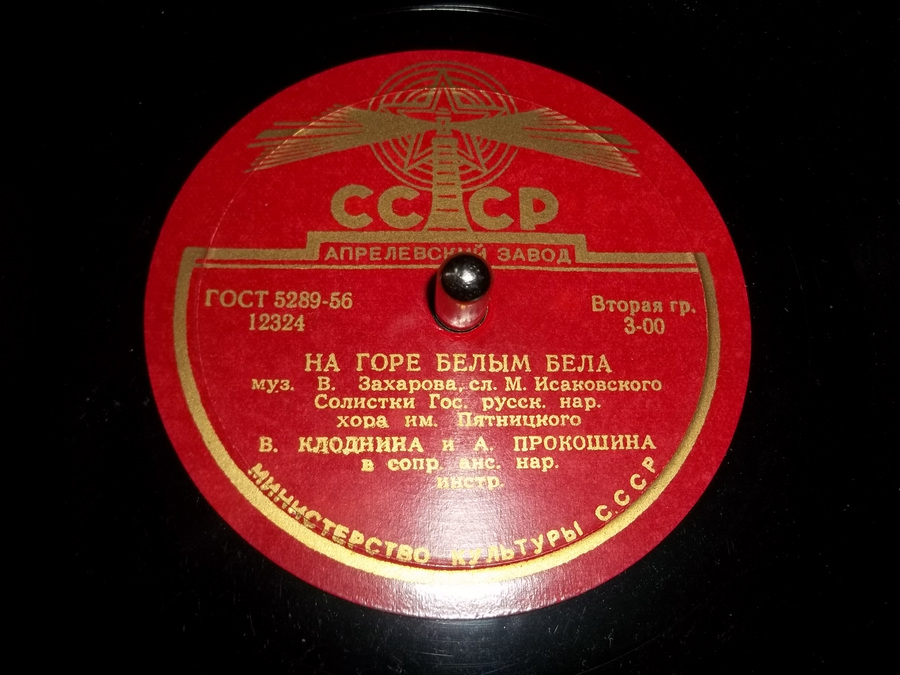 СССР
АПРЕЛЕВСКИЙ ЗАВОД
ГОСТ 5289-56
12324
Вторая гр.
3-00
НА ГОРЕ БЕЛЫМ БЕЛА
муз. В. Захарова, сл. М. Исаковского
Солистки Гос. русск. нар.
хора им. Пятницкого
В. КЛОДНИНА и А. ПРОКОШИНА
в сопр. анс. нар.
инстр.
МИНИСТЕРСТВО КУЛЬТУРЫ С.С.С.Р